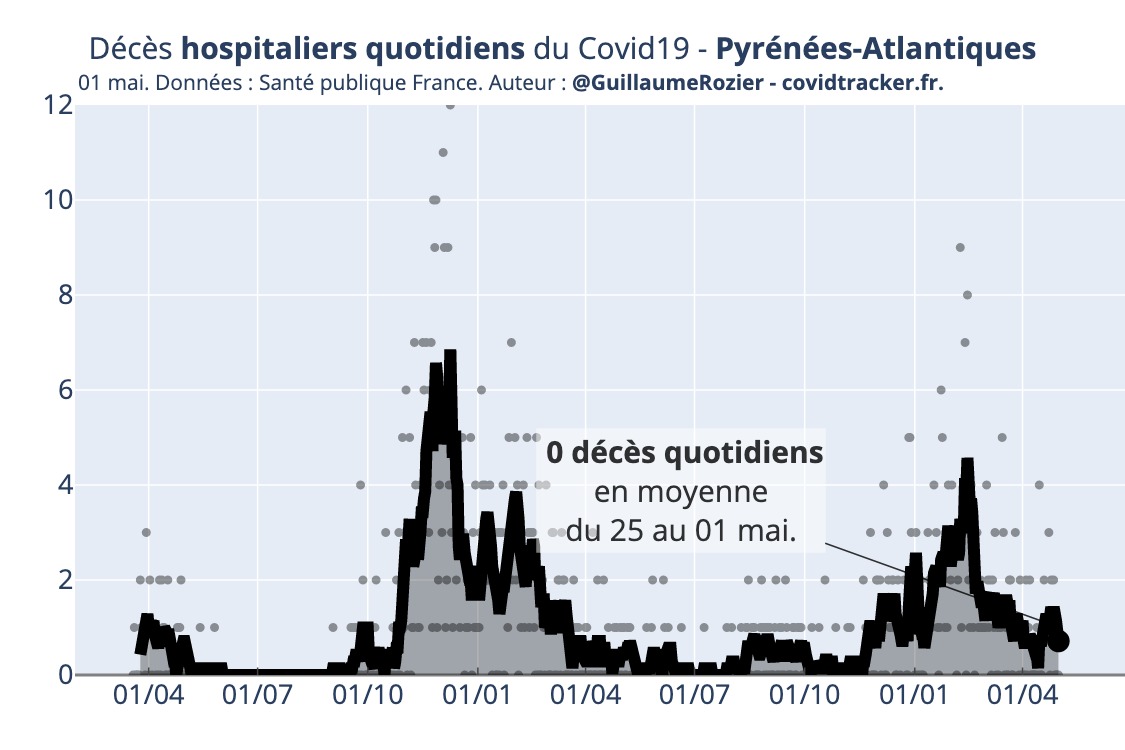 Décès hospitaliers quotidiens du Covid19 - Pyrénées-Atlantiques
01 mai. Données : Santé publique France. Auteur : @GuillaumeRozier - covidtracker.fr.
12
10
8
6
4
2
0
0 décès quotidiens
en moyenne
du 25 au 01 mai.
01/04 01/07 01/10 01/01 01/04 01/07 01/10 01/01 01/04